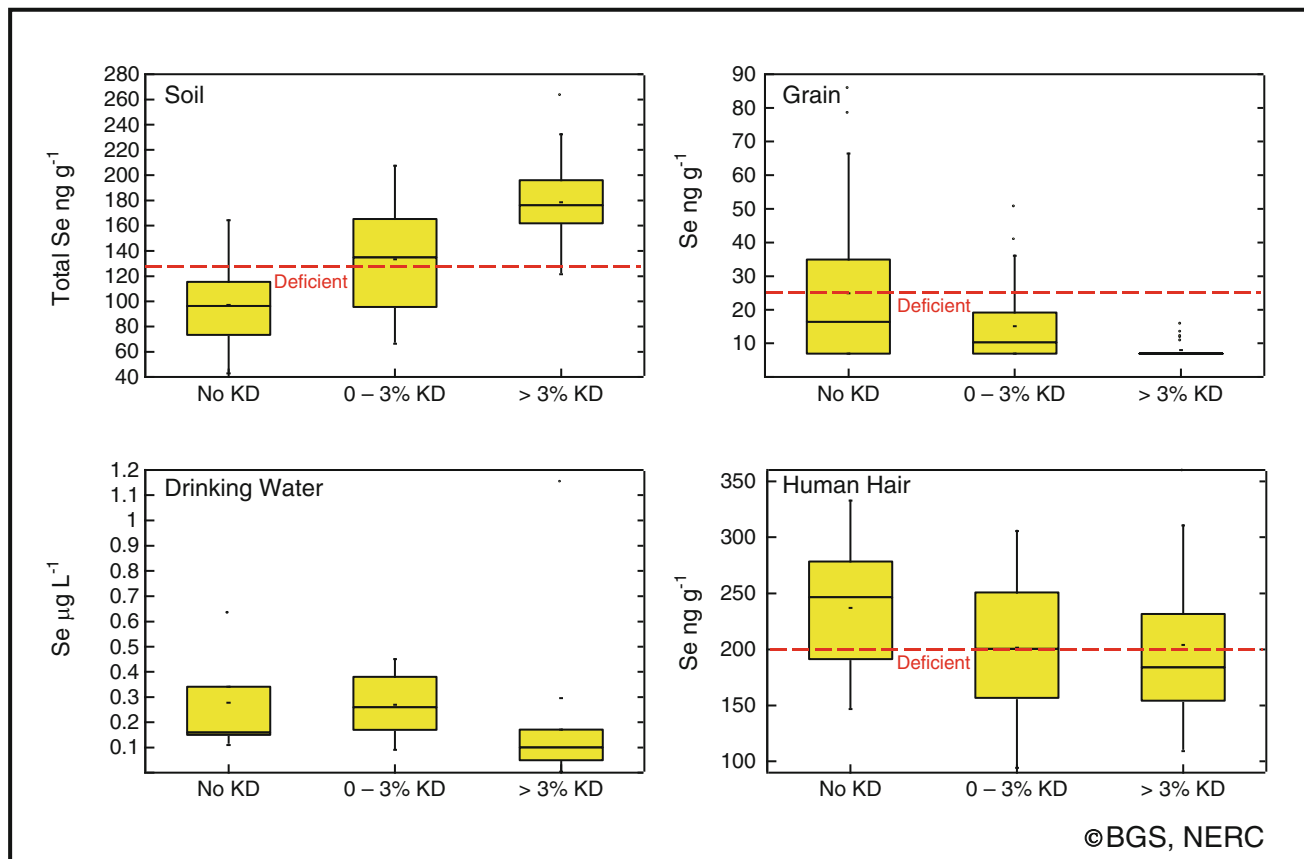 Soil
Total Se ng g⁻¹
280
260
240
220
200
180
160
140
120
100
80
60
40
Deficient
No KD
0 – 3% KD
> 3% KD
Grain
Se ng g⁻¹
90
80
70
60
50
40
30
20
10
Deficient
No KD
0 – 3% KD
> 3% KD
Drinking Water
Se µg L⁻¹
1.2
1.1
1
0.9
0.8
0.7
0.6
0.5
0.4
0.3
0.2
0.1
No KD
0 – 3% KD
> 3% KD
Human Hair
Se ng g⁻¹
350
300
250
200
150
100
Deficient
No KD
0 – 3% KD
> 3% KD
©BGS, NERC